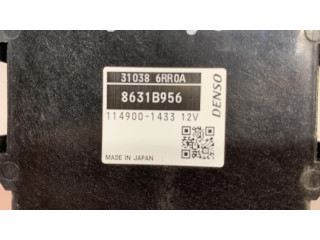 31038 6RR0A
8631B956
114900-1433 12V
MADE IN JAPAN
DENSO